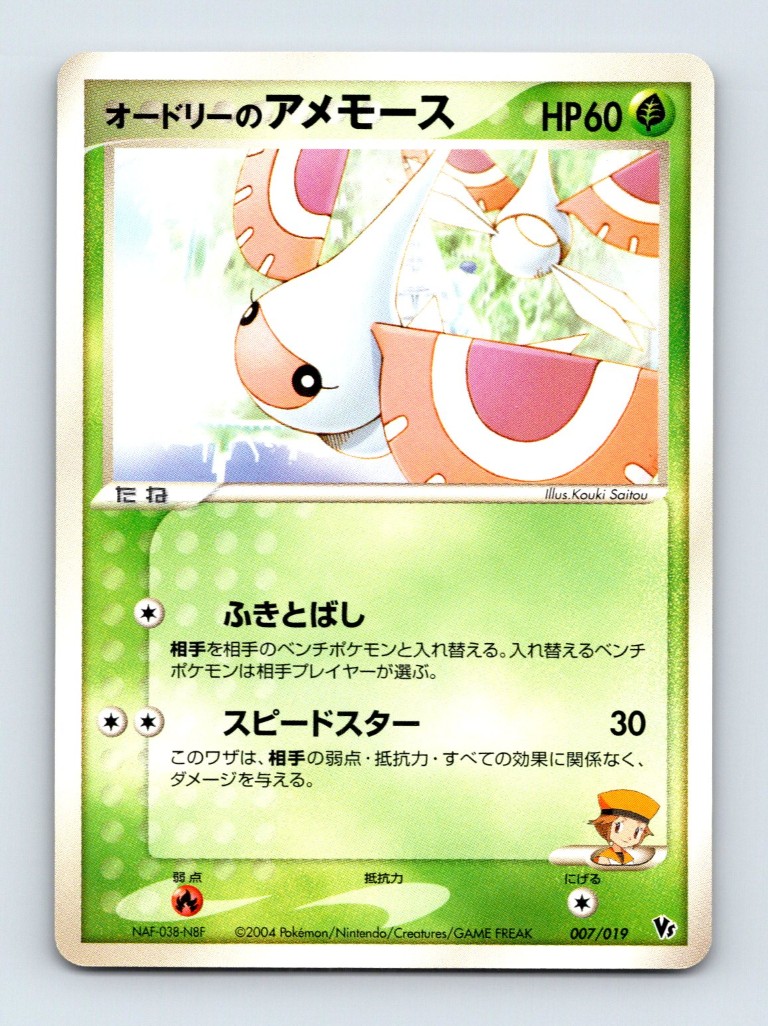 オードリーのアメモース HP60
たね Illus.Kouki Saitou
ふきとばし
相手を相手のベンチポケモンと入れ替える。入れ替えるベンチ
ポケモンは相手プレイヤーが選ぶ。
スピードスター 30
このワザは、相手の弱点・抵抗力・すべての効果に関係なく、
ダメージを与える。
弱点 抵抗力 にげる
NAF-038-N8F ©2004 Pokémon/Nintendo/Creatures/GAME FREAK 007/019 Vs